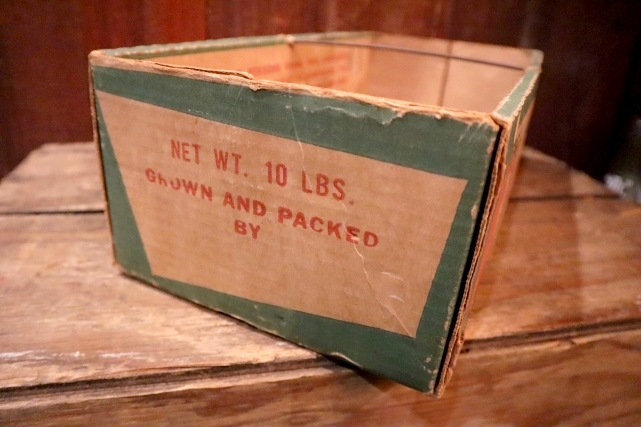 NET WT. 10 LBS.
GROWN AND PACKED
BY